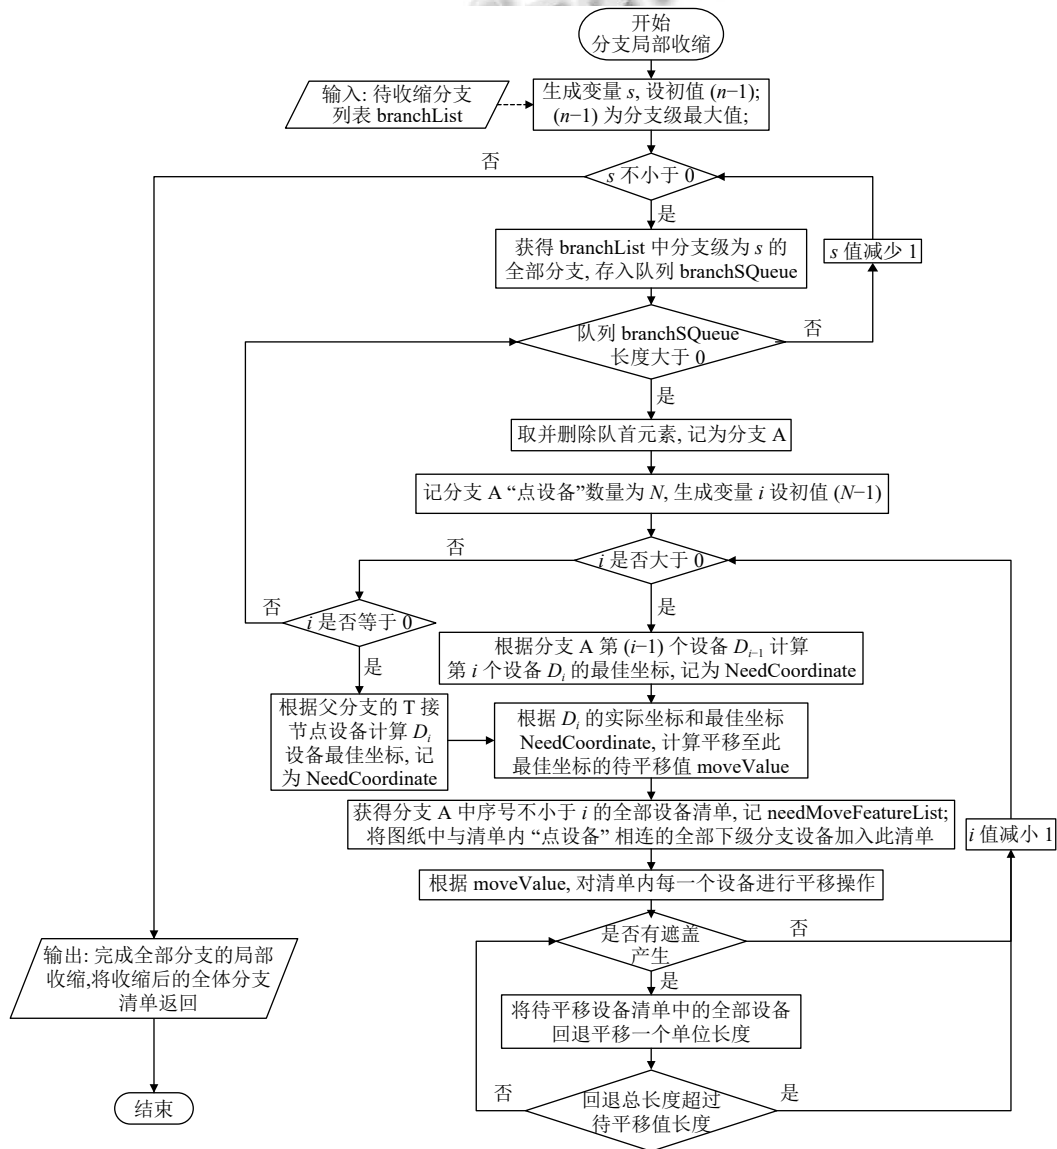 开始
分支局部收缩
输入: 待收缩分支
列表 branchList
生成变量 s, 设初值 (n−1);
(n−1) 为分支级最大值;
否
s 不小于 0
是
获得 branchList 中分支级为 s 的
全部分支, 存入队列 branchSQueue
s 值减少 1
队列 branchSQueue
长度大于 0
否
是
取并删除队首元素, 记为分支 A
记分支 A “点设备”数量为 N, 生成变量 i 设初值 (N−1)
否
i 是否大于 0
否
i 是否等于 0
是
是
根据分支 A 第 (i−1) 个设备 Di−1 计算
第 i 个设备 Di 的最佳坐标, 记为 NeedCoordinate
根据父分支的 T 接
节点设备计算 Di
设备最佳坐标, 记
为 NeedCoordinate
根据 Di 的实际坐标和最佳坐标
NeedCoordinate, 计算平移至此
最佳坐标的待平移值 moveValue
获得分支 A 中序号不小于 i 的全部设备清单, 记 needMoveFeatureList;
将图纸中与清单内 “点设备” 相连的全部下级分支设备加入此清单
i 值减小 1
根据 moveValue, 对清单内每一个设备进行平移操作
是否有遮盖
产生
否
是
输出: 完成全部分支的局部
收缩,将收缩后的全体分支
清单返回
将待平移设备清单中的全部设备
回退平移一个单位长度
否
回退总长度超过
待平移值长度
是
结束